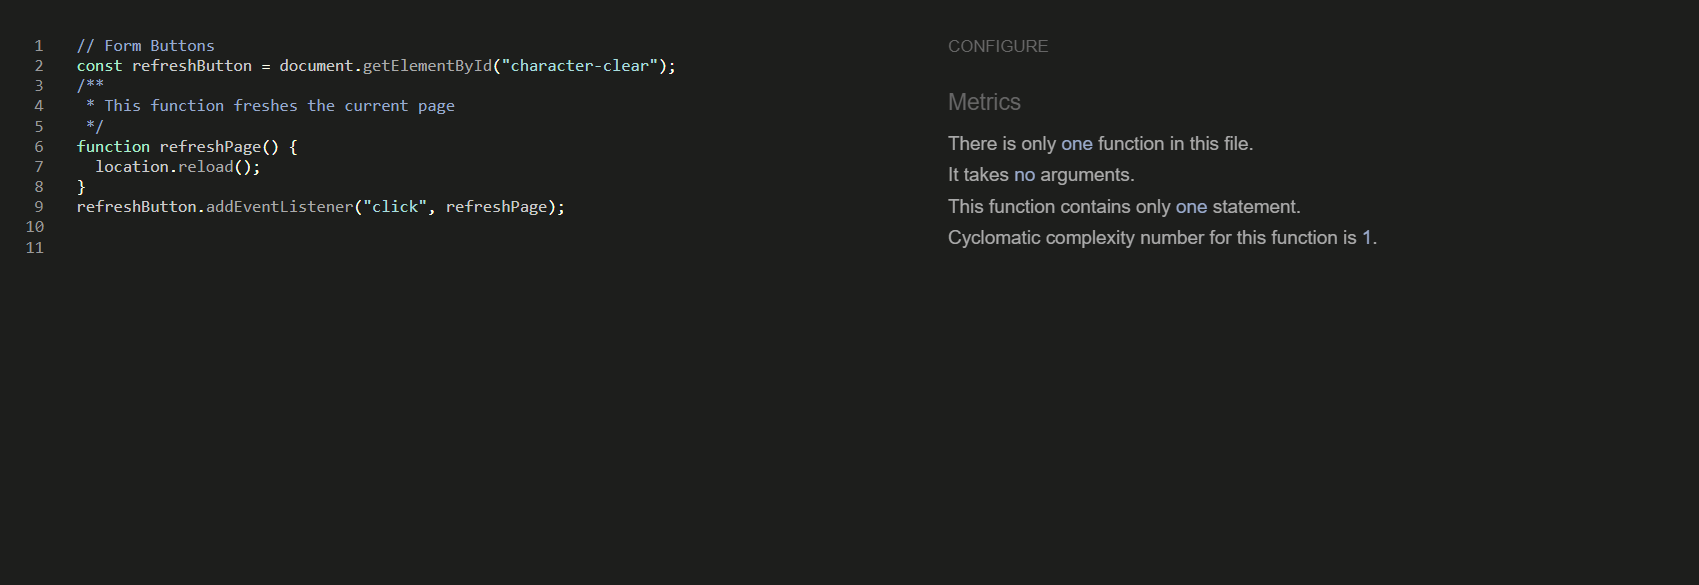 1 // Form Buttons
2 const refreshButton = document.getElementById("character-clear");
3 /**
4  * This function freshes the current page
5  */
6 function refreshPage() {
7   location.reload();
8 }
9 refreshButton.addEventListener("click", refreshPage);
10
11
CONFIGURE
Metrics
There is only one function in this file.
It takes no arguments.
This function contains only one statement.
Cyclomatic complexity number for this function is 1.